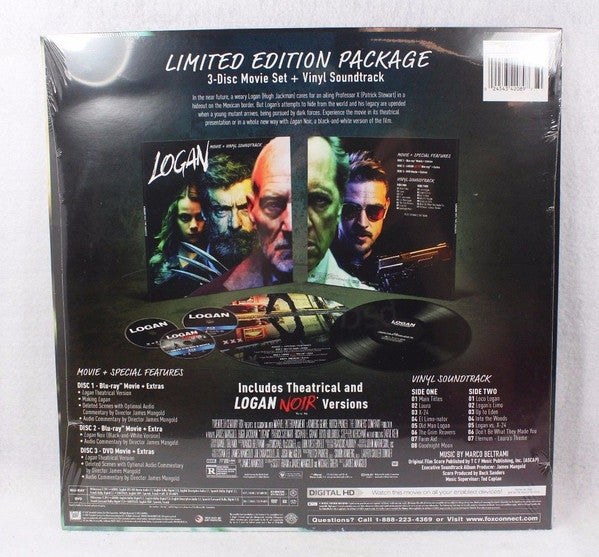 LIMITED EDITION PACKAGE
3-Disc Movie Set + Vinyl Soundtrack
In the near future, a weary Logan (Hugh Jackman) cares for an ailing Professor X (Patrick Stewart) in a
hideout on the Mexican border. But Logan's attempts to hide from the world and his legacy are upended
when a young mutant arrives, being pursued by dark forces. Experience the movie in its theatrical
presentation or in a whole new way with Logan Noir, a black-and-white version of the film.
MOVIE + VINYL SOUNDTRACK
LOGAN
MOVIE + SPECIAL FEATURES
VINYL SOUNDTRACK
SIDE ONE
SIDE TWO
LOGAN
LOGAN
LOGAN
LOGAN
MOVIE + SPECIAL FEATURES
DISC 1 - Blu-ray™ Movie + Extras
• Logan Theatrical Version
• Making Logan
• Deleted Scenes with Optional Audio
Commentary by Director James Mangold
• Audio Commentary by Director James Mangold
DISC 2 - Blu-ray™ Movie + Extras
• Logan Noir (Black-and-White Version)
• Audio Commentary by Director James Mangold
DISC 3 - DVD Movie + Extras
• Logan Theatrical Version
• Deleted Scenes with Optional Audio Commentary
by Director James Mangold
• Audio Commentary by Director James Mangold
Includes Theatrical and
LOGAN NOIR Versions
VINYL SOUNDTRACK
SIDE ONE
01 Main Titles
02 Laura
03 X-24
04 El Limo-nator
05 Old Man Logan
06 The Grim Reavers
07 Farm Aid
08 Goodnight Moon
SIDE TWO
01 Loco Logan
02 Logan's Limo
03 Up to Eden
04 Into the Woods
05 Logan vs. X-24
06 Don't Be What They Made You
07 Eternum - Laura's Theme
MUSIC BY MARCO BELTRAMI
Original Film Score Published by T C F Music Publishing, Inc. (ASCAP)
Executive Soundtrack Album Producer: James Mangold
Score Produced by Buck Sanders
Music Supervisor: Ted Caplan
R RESTRICTED
BLU-RAY
DVD
DIGITAL HD
Watch this movie now on all your enabled devices!
Questions? Call 1-888-223-4369 or Visit www.foxconnect.com